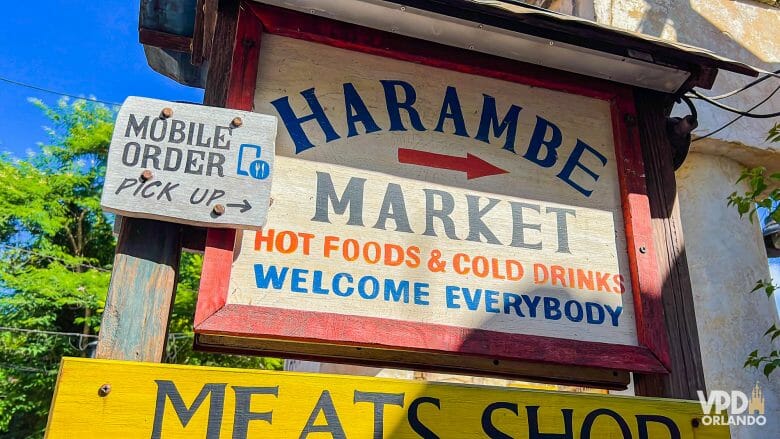 MOBILE
ORDER
PICK UP
HARAMBE
MARKET
HOT FOODS & COLD DRINKS
WELCOME EVERYBODY
MEATS SHOP
VPD
ORLANDO